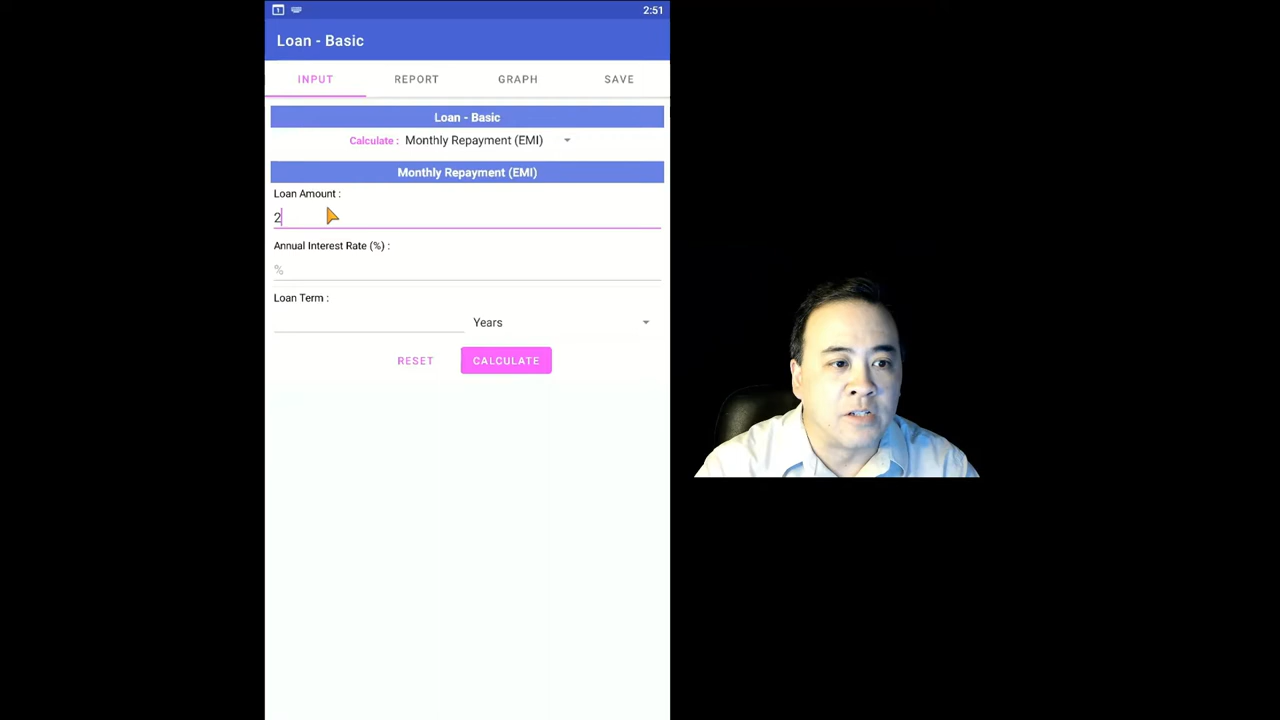 2:51
Loan - Basic
INPUT REPORT GRAPH SAVE
Loan - Basic
Calculate : Monthly Repayment (EMI)
Monthly Repayment (EMI)
Loan Amount :
2
Annual Interest Rate (%) :
%
Loan Term :
Years
RESET CALCULATE